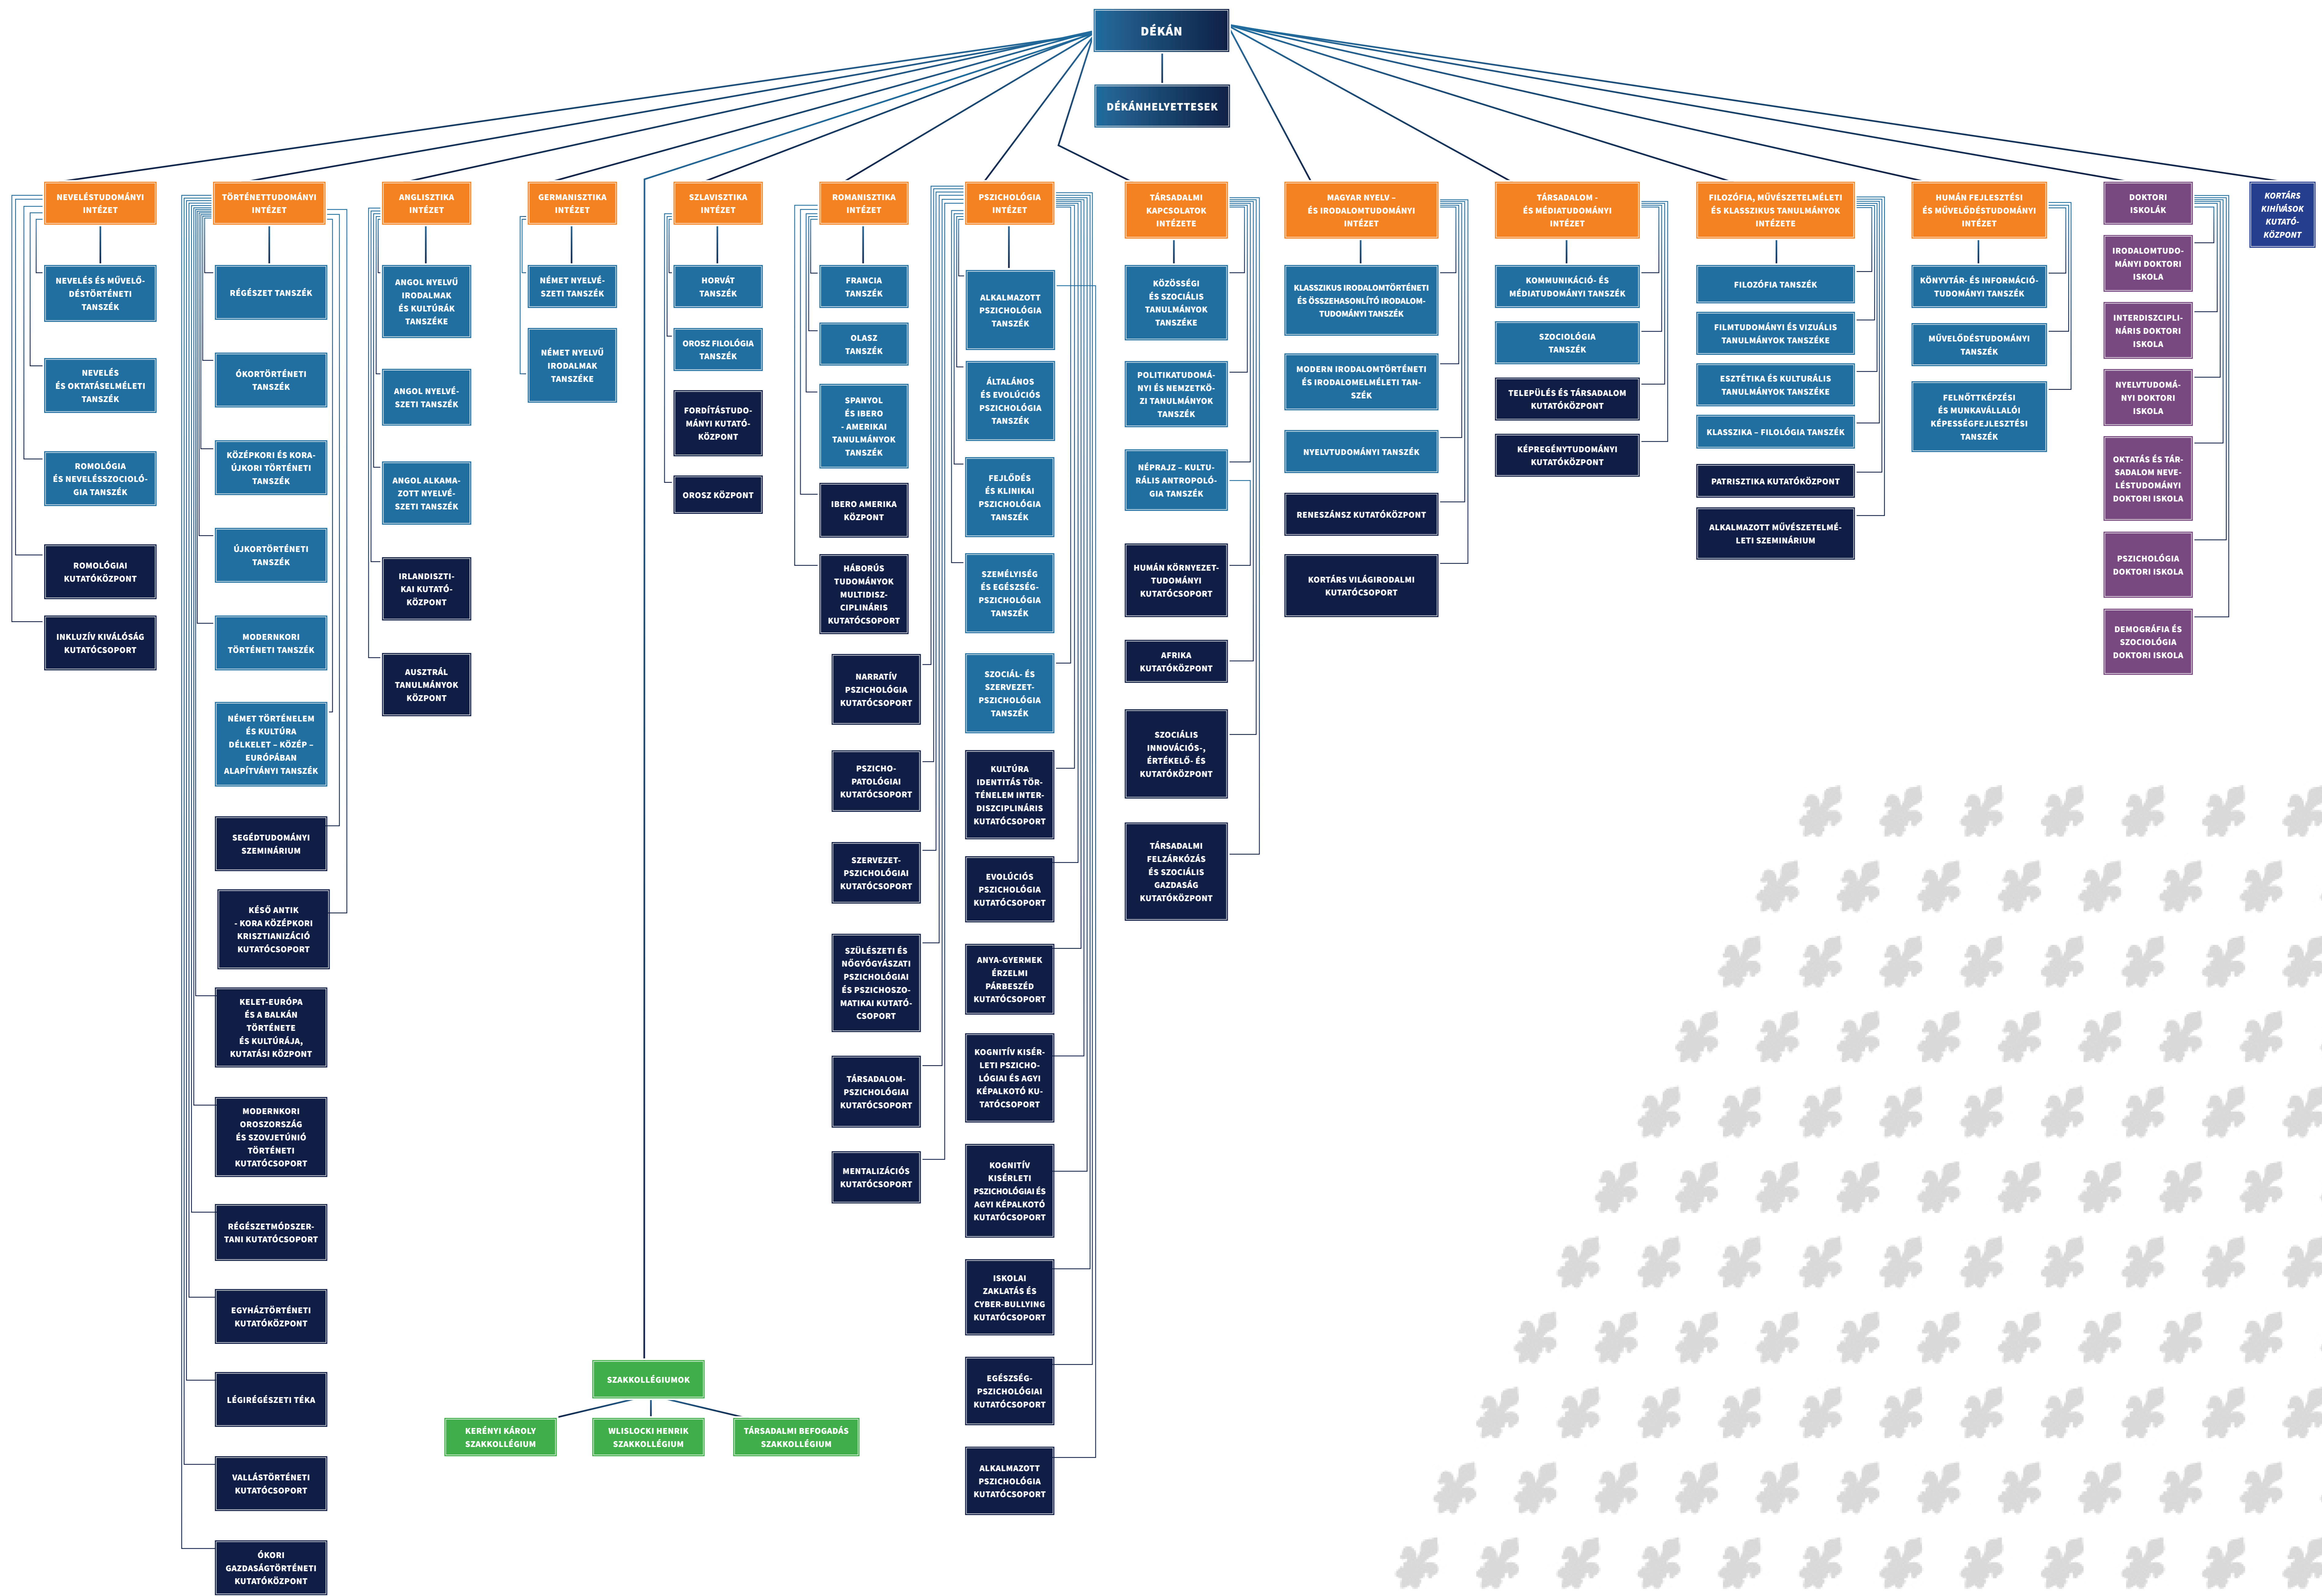 DÉKÁN
DÉKÁNHELYETTESEK
NEVELÉSTUDOMÁNYI
INTÉZET
NEVELÉS ÉS MŰVELŐ-
DÉSTÖRTÉNETI
TANSZÉK
NEVELÉS
ÉS OKTATÁSELMÉLETI
TANSZÉK
ROMOLÓGIA
ÉS NEVELÉSSZOCIOLÓ-
GIA TANSZÉK
ROMOLÓGIAI
KUTATÓKÖZPONT
INKLUZÍV KIVÁLÓSÁG
KUTATÓCSOPORT
TÖRTÉNETTUDOMÁNYI
INTÉZET
RÉGÉSZET TANSZÉK
ÓKORTÖRTÉNETI
TANSZÉK
KÖZÉPKORI ÉS KORA-
ÚJKORI TÖRTÉNETI
TANSZÉK
ÚJKORTÖRTÉNETI
TANSZÉK
MODERNKORI
TÖRTÉNETI TANSZÉK
NÉMET TÖRTÉNELEM
ÉS KULTÚRA
DÉLKELET – KÖZÉP –
EURÓPÁBAN
ALAPÍTVÁNYI TANSZÉK
SEGÉDTUDOMÁNYI
SZEMINÁRIUM
KÉSŐ ANTIK
- KORA KÖZÉPKORI
KRISZTIANIZÁCIÓ
KUTATÓCSOPORT
KELET-EURÓPA
ÉS A BALKÁN
TÖRTÉNETE
ÉS KULTÚRÁJA,
KUTATÁSI KÖZPONT
MODERNKORI
OROSZORSZÁG
ÉS SZOVJETÚNIÓ
TÖRTÉNETI
KUTATÓCSOPORT
RÉGÉSZETMÓDSZER-
TANI KUTATÓCSOPORT
EGYHÁZTÖRTÉNETI
KUTATÓKÖZPONT
LÉGIRÉGÉSZETI TÉKA
VALLÁSTÖRTÉNETI
KUTATÓCSOPORT
ÓKORI
GAZDASÁGTÖRTÉNETI
KUTATÓKÖZPONT
ANGLISZTIKA
INTÉZET
ANGOL NYELVŰ
IRODALMAK
ÉS KULTÚRÁK
TANSZÉKE
ANGOL NYELVÉ-
SZETI TANSZÉK
ANGOL ALKAMA-
ZOTT NYELVÉ-
SZETI TANSZÉK
IRLANDISZTI-
KAI KUTATÓ-
KÖZPONT
AUSZTRÁL
TANULMÁNYOK
KÖZPONT
GERMANISZTIKA
INTÉZET
NÉMET NYELVÉ-
SZETI TANSZÉK
NÉMET NYELVŰ
IRODALMAK
TANSZÉKE
SZLAVISZTIKA
INTÉZET
HORVÁT
TANSZÉK
OROSZ FILOLÓGIA
TANSZÉK
FORDÍTÁSTUDO-
MÁNYI KUTATÓ-
KÖZPONT
OROSZ KÖZPONT
SZAKKOLLÉGIUMOK
KERÉNYI KÁROLY
SZAKKOLLÉGIUM
WLISLOCKI HENRIK
SZAKKOLLÉGIUM
TÁRSADALMI BEFOGADÁS
SZAKKOLLÉGIUM
ROMANISZTIKA
INTÉZET
FRANCIA
TANSZÉK
OLASZ
TANSZÉK
SPANYOL
ÉS IBERO
- AMERIKAI
TANULMÁNYOK
TANSZÉK
IBERO AMERIKA
KÖZPONT
HÁBORÚS
TUDOMÁNYOK
MULTIDISZ-
CIPLINÁRIS
KUTATÓCSOPORT
NARRATÍV
PSZICHOLÓGIA
KUTATÓCSOPORT
PSZICHO-
PATOLÓGIAI
KUTATÓCSOPORT
SZERVEZET-
PSZICHOLÓGIAI
KUTATÓCSOPORT
SZÜLÉSZETI ÉS
NŐGYÓGYÁSZATI
PSZICHOLÓGIAI
ÉS PSZICHOSZO-
MATIKAI KUTATÓ-
CSOPORT
TÁRSADALOM-
PSZICHOLÓGIAI
KUTATÓCSOPORT
MENTALIZÁCIÓS
KUTATÓCSOPORT
PSZICHOLÓGIA
INTÉZET
ALKALMAZOTT
PSZICHOLÓGIA
TANSZÉK
ÁLTALÁNOS
ÉS EVOLÚCIÓS
PSZICHOLÓGIA
TANSZÉK
FEJLŐDÉS
ÉS KLINIKAI
PSZICHOLÓGIA
TANSZÉK
SZEMÉLYISÉG
ÉS EGÉSZSÉG-
PSZICHOLÓGIA
TANSZÉK
SZOCIÁL- ÉS
SZERVEZET-
PSZICHOLÓGIA
TANSZÉK
KULTÚRA
IDENTITÁS TÖR-
TÉNELEM INTER-
DISZCIPLINÁRIS
KUTATÓCSOPORT
EVOLÚCIÓS
PSZICHOLÓGIA
KUTATÓCSOPORT
ANYA-GYERMEK
ÉRZELMI
PÁRBESZÉD
KUTATÓCSOPORT
KOGNITÍV KISÉR-
LETI PSZICHO-
LÓGIAI ÉS AGYI
KÉPALKOTÓ KU-
TATÓCSOPORT
KOGNITÍV
KISÉRLETI
PSZICHOLÓGIAI ÉS
AGYI KÉPALKOTÓ
KUTATÓCSOPORT
ISKOLAI
ZAKLATÁS ÉS
CYBER-BULLYING
KUTATÓCSOPORT
EGÉSZSÉG-
PSZICHOLÓGIAI
KUTATÓCSOPORT
ALKALMAZOTT
PSZICHOLÓGIA
KUTATÓCSOPORT
TÁRSADALMI
KAPCSOLATOK
INTÉZETE
KÖZÖSSÉGI
ÉS SZOCIÁLIS
TANULMÁNYOK
TANSZÉKE
POLITIKATUDOMÁ-
NYI ÉS NEMZETKÖ-
ZI TANULMÁNYOK
TANSZÉK
NÉPRAJZ – KULTU-
RÁLIS ANTROPOLÓ-
GIA TANSZÉK
HUMÁN KÖRNYEZET-
TUDOMÁNYI
KUTATÓCSOPORT
AFRIKA
KUTATÓKÖZPONT
SZOCIÁLIS
INNOVÁCIÓS-,
ÉRTÉKELŐ- ÉS
KUTATÓKÖZPONT
TÁRSADALMI
FELZÁRKÓZÁS
ÉS SZOCIÁLIS
GAZDASÁG
KUTATÓKÖZPONT
MAGYAR NYELV –
ÉS IRODALOMTUDOMÁNYI
INTÉZET
KLASSZIKUS IRODALOMTÖRTÉNETI
ÉS ÖSSZEHASONLÍTÓ IRODALOM-
TUDOMÁNYI TANSZÉK
MODERN IRODALOMTÖRTÉNETI
ÉS IRODALOMELMÉLETI TAN-
SZÉK
NYELVTUDOMÁNYI TANSZÉK
RENESZÁNSZ KUTATÓKÖZPONT
KORTÁRS VILÁGIRODALMI
KUTATÓCSOPORT
TÁRSADALOM -
ÉS MÉDIATUDOMÁNYI
INTÉZET
KOMMUNIKÁCIÓ- ÉS
MÉDIATUDOMÁNYI TANSZÉK
SZOCIOLÓGIA
TANSZÉK
TELEPÜLÉS ÉS TÁRSADALOM
KUTATÓKÖZPONT
KÉPREGÉNYTUDOMÁNYI
KUTATÓKÖZPONT
FILOZÓFIA, MŰVÉSZETELMÉLETI
ÉS KLASSZIKUS TANULMÁNYOK
INTÉZETE
FILOZÓFIA TANSZÉK
FILMTUDOMÁNYI ÉS VIZUÁLIS
TANULMÁNYOK TANSZÉKE
ESZTÉTIKA ÉS KULTURÁLIS
TANULMÁNYOK TANSZÉKE
KLASSZIKA – FILOLÓGIA TANSZÉK
PATRISZTIKA KUTATÓKÖZPONT
ALKALMAZOTT MŰVÉSZETELMÉ-
LETI SZEMINÁRIUM
HUMÁN FEJLESZTÉSI
ÉS MŰVELŐDÉSTUDOMÁNYI
INTÉZET
KÖNYVTÁR- ÉS INFORMÁCIÓ-
TUDOMÁNYI TANSZÉK
MŰVELŐDÉSTUDOMÁNYI
TANSZÉK
FELNŐTTKÉPZÉSI
ÉS MUNKAVÁLLALÓI
KÉPESSÉGFEJLESZTÉSI
TANSZÉK
DOKTORI
ISKOLÁK
IRODALOMTUDO-
MÁNYI DOKTORI
ISKOLA
INTERDISZCIPLI-
NÁRIS DOKTORI
ISKOLA
NYELVTUDOMÁ-
NYI DOKTORI
ISKOLA
OKTATÁS ÉS TÁR-
SADALOM NEVE-
LÉSTUDOMÁNYI
DOKTORI ISKOLA
PSZICHOLÓGIA
DOKTORI ISKOLA
DEMOGRÁFIA ÉS
SZOCIOLÓGIA
DOKTORI ISKOLA
KORTÁRS
KIHÍVÁSOK
KUTATÓ-
KÖZPONT